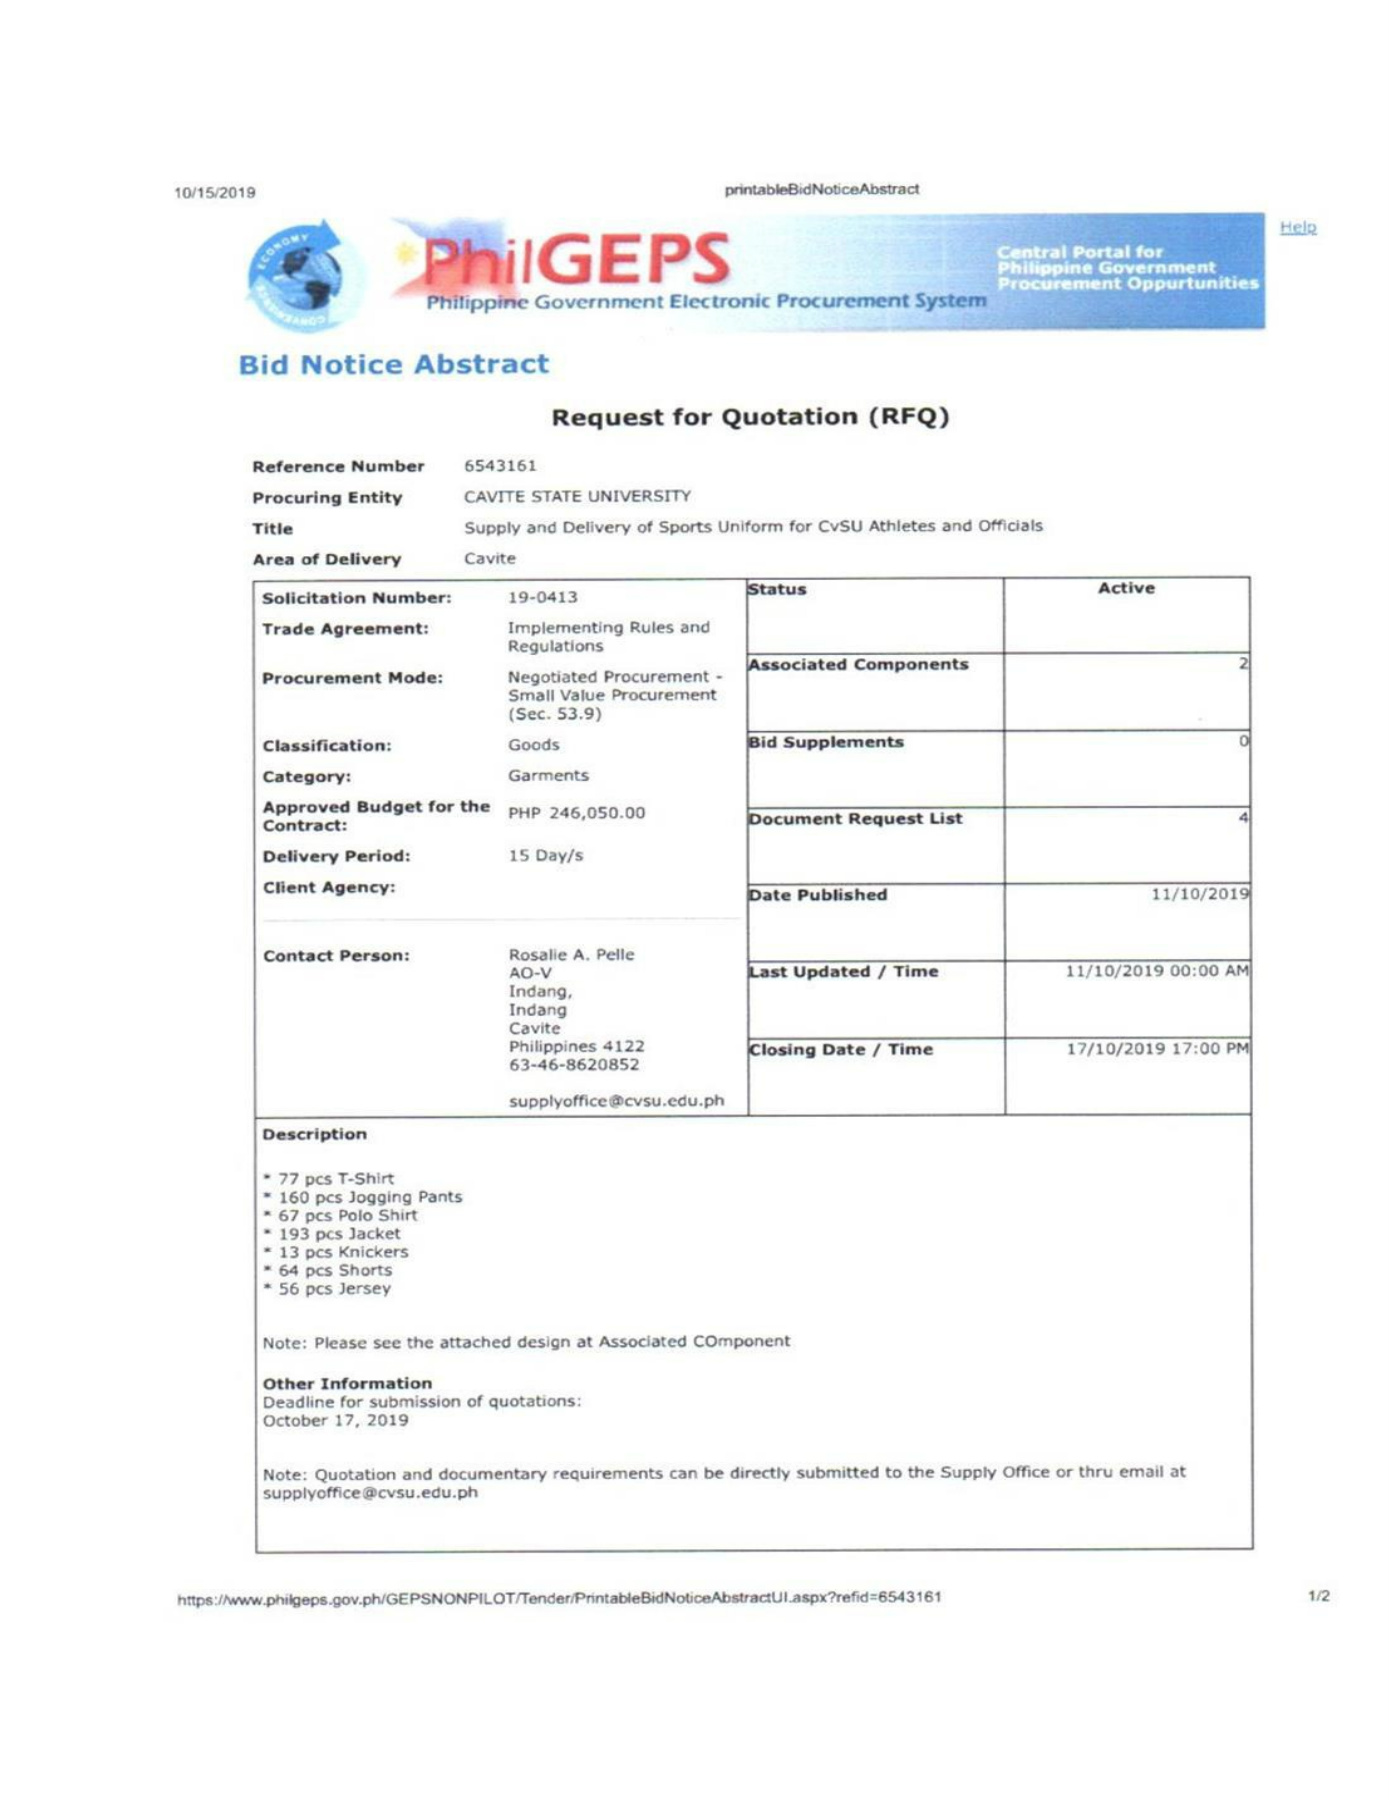 10/15/2019 printableBidNoticeAbstract
Help
ECONOMY
PhilGEPS
Philippine Government Electronic Procurement System
Central Portal for
Philippine Government
Procurement Oppurtunities
Bid Notice Abstract
Request for Quotation (RFQ)
Reference Number 6543161
Procuring Entity CAVITE STATE UNIVERSITY
Title Supply and Delivery of Sports Uniform for CvSU Athletes and Officials
Area of Delivery Cavite
Solicitation Number: 19-0413
Trade Agreement: Implementing Rules and
Regulations
Procurement Mode: Negotiated Procurement -
Small Value Procurement
(Sec. 53.9)
Classification: Goods
Category: Garments
Approved Budget for the
Contract: PHP 246,050.00
Delivery Period: 15 Day/s
Client Agency:
Contact Person: Rosalie A. Pelle
AO-V
Indang,
Indang
Cavite
Philippines 4122
63-46-8620852
supplyoffice@cvsu.edu.ph
Status Active
Associated Components 2
Bid Supplements 0
Document Request List 4
Date Published 11/10/2019
Last Updated / Time 11/10/2019 00:00 AM
Closing Date / Time 17/10/2019 17:00 PM
Description
* 77 pcs T-Shirt
* 160 pcs Jogging Pants
* 67 pcs Polo Shirt
* 193 pcs Jacket
* 13 pcs Knickers
* 64 pcs Shorts
* 56 pcs Jersey
Note: Please see the attached design at Associated COmponent
Other Information
Deadline for submission of quotations:
October 17, 2019
Note: Quotation and documentary requirements can be directly submitted to the Supply Office or thru email at
supplyoffice@cvsu.edu.ph
https://www.philgeps.gov.ph/GEPSNONPILOT/Tender/PrintableBidNoticeAbstractUI.aspx?refid=6543161 1/2